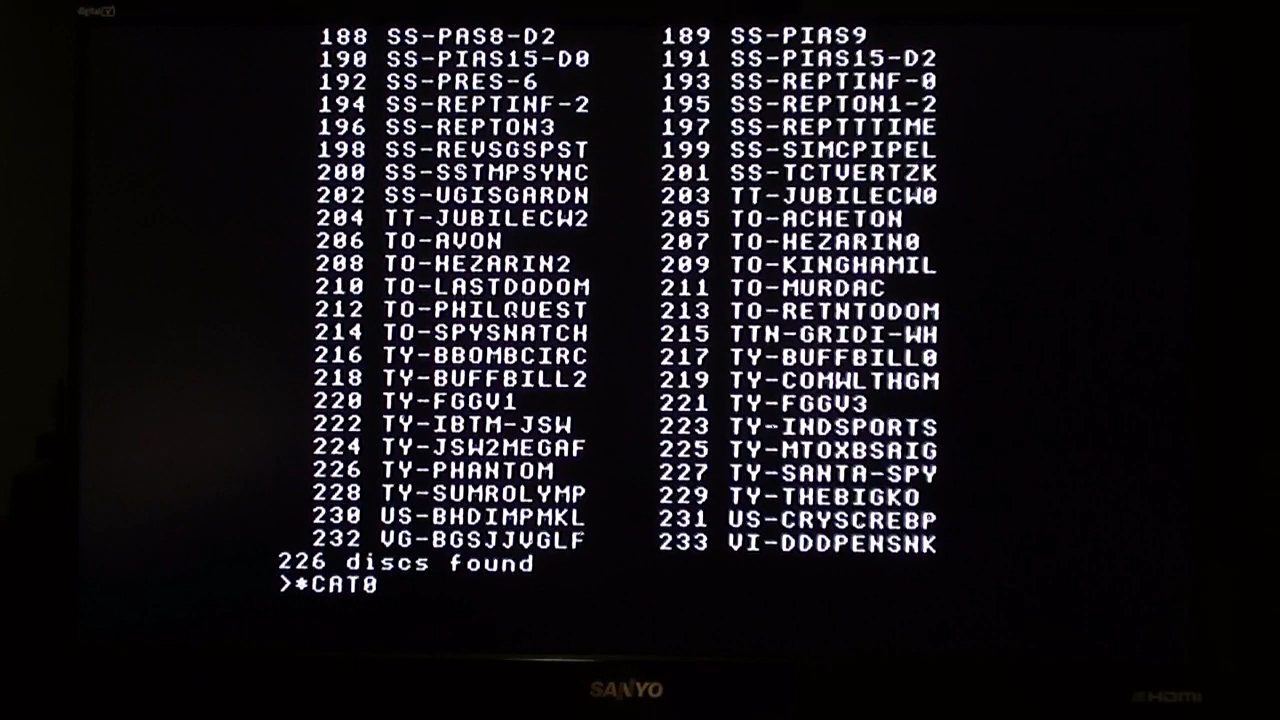 digital
188 SS-PAS8-D2 189 SS-PIAS9
190 SS-PIAS15-D0 191 SS-PIAS15-D2
192 SS-PRES-6 193 SS-REPTINF-0
194 SS-REPTINF-2 195 SS-REPTON1-2
196 SS-REPTON3 197 SS-REPTTTIME
198 SS-REVSGSPST 199 SS-SIMCPIPEL
200 SS-SSTMPSYNC 201 SS-TCTVERTZK
202 SS-UGISGARDN 203 TT-JUBILECW0
204 TT-JUBILECW2 205 TO-ACHETON
206 TO-AVON 207 TO-HEZARIN0
208 TO-HEZARIN2 209 TO-KINGHAMIL
210 TO-LASTDODOM 211 TO-MURDAC
212 TO-PHILQUEST 213 TO-RETNTODOM
214 TO-SPYSNATCH 215 TTN-GRIDI-WH
216 TY-BBOMBCIRC 217 TY-BUFFBILL0
218 TY-BUFFBILL2 219 TY-COMWLTHGM
220 TY-FGGV1 221 TY-FGGV3
222 TY-IBTM-JSW 223 TY-INDSPORTS
224 TY-JSW2MEGAF 225 TY-MTOXBSAIG
226 TY-PHANTOM 227 TY-SANTA-SPY
228 TY-SUMROLYMP 229 TY-THEBIGKO
230 US-BHDIMPMKL 231 US-CRYSCREBP
232 VG-BGSJJVGLF 233 VI-DDDPENSNK
226 discs found
>*CAT0
SANYO
HDMI